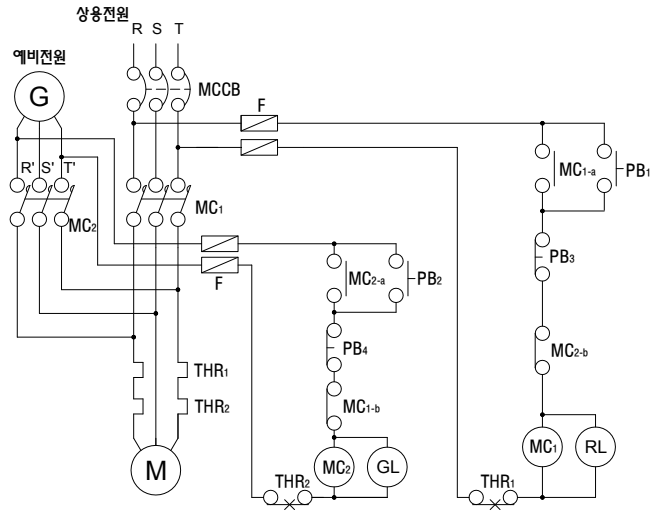 상용전원
R S T
예비전원
G
MCCB
F
R' S' T'
MC2
MC1
MC1-a
PB1
PB3
F
MC2-a
PB2
PB4
MC2-b
MC1-b
THR1
THR2
M
MC2
GL
THR2
MC1
RL
THR1